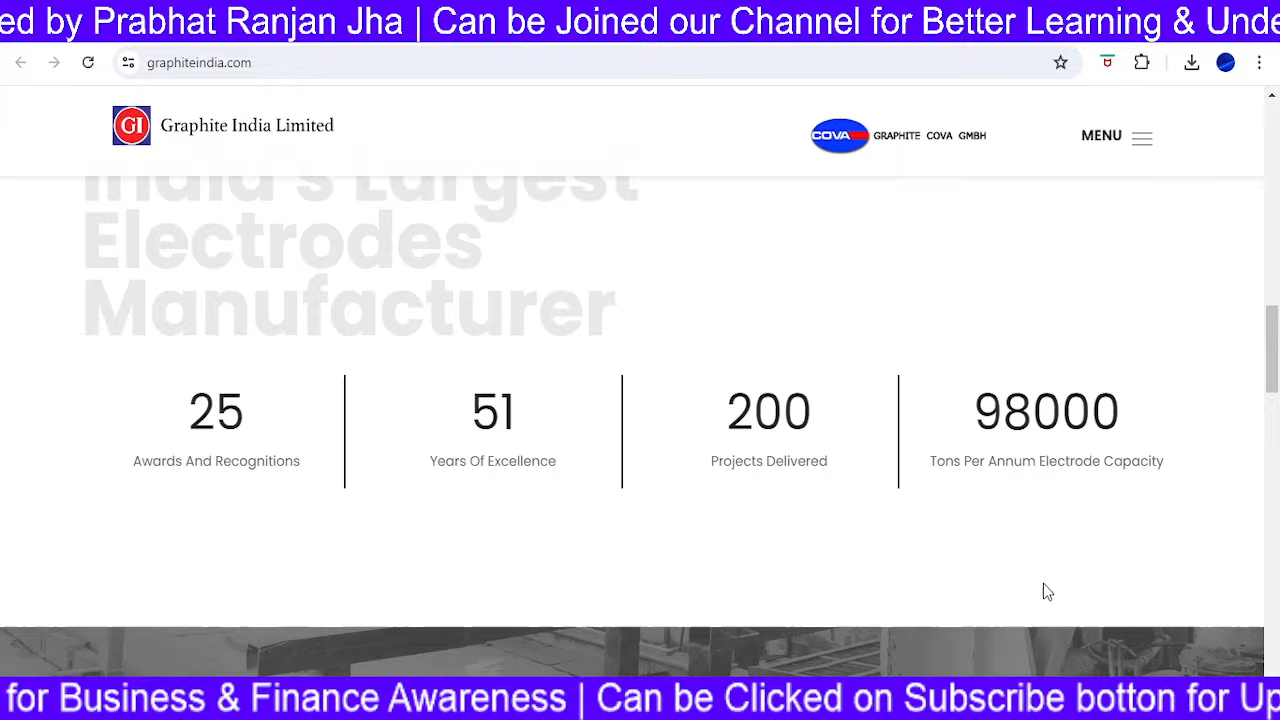 ed by Prabhat Ranjan Jha | Can be Joined our Channel for Better Learning & Unde
graphiteindia.com
GI Graphite India Limited
COVA GRAPHITE COVA GMBH
MENU
India's Largest
Electrodes
Manufacturer
25
Awards And Recognitions
51
Years Of Excellence
200
Projects Delivered
98000
Tons Per Annum Electrode Capacity
for Business & Finance Awareness | Can be Clicked on Subscribe botton for Up